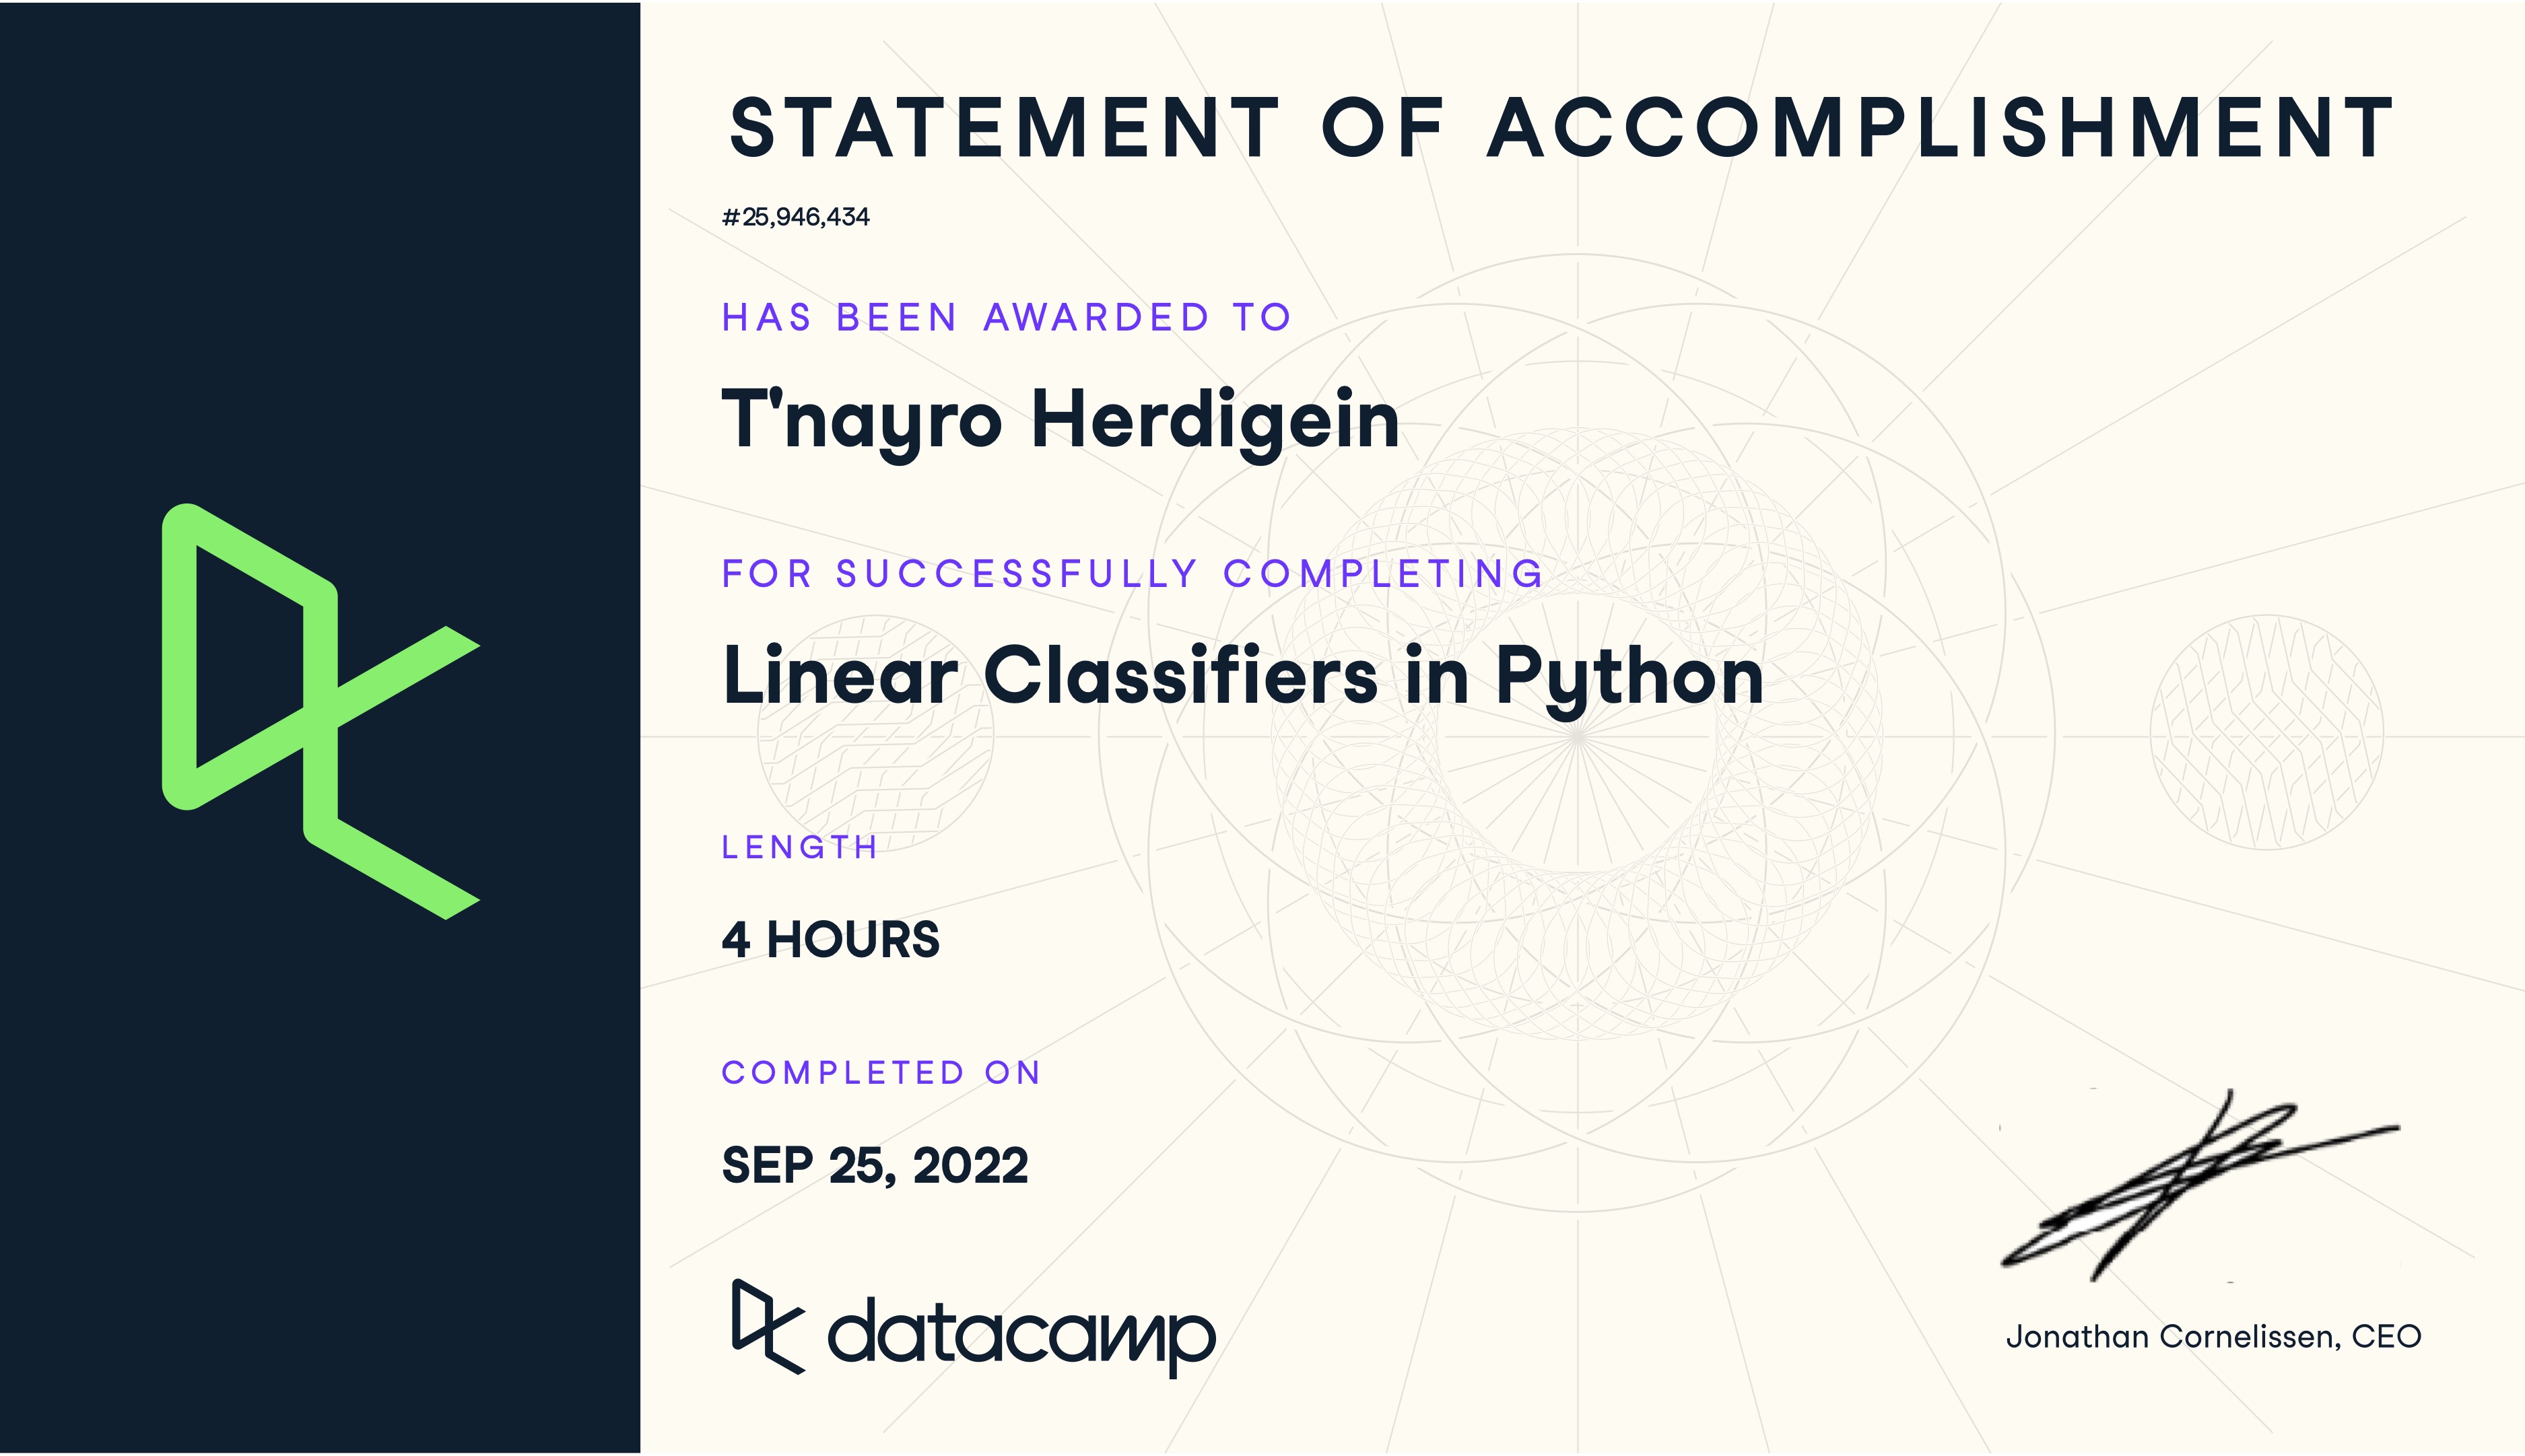 STATEMENT OF ACCOMPLISHMENT
#25,946,434
HAS BEEN AWARDED TO
T'nayro Herdigein
FOR SUCCESSFULLY COMPLETING
Linear Classifiers in Python
LENGTH
4 HOURS
COMPLETED ON
SEP 25, 2022
datacamp
Jonathan Cornelissen, CEO